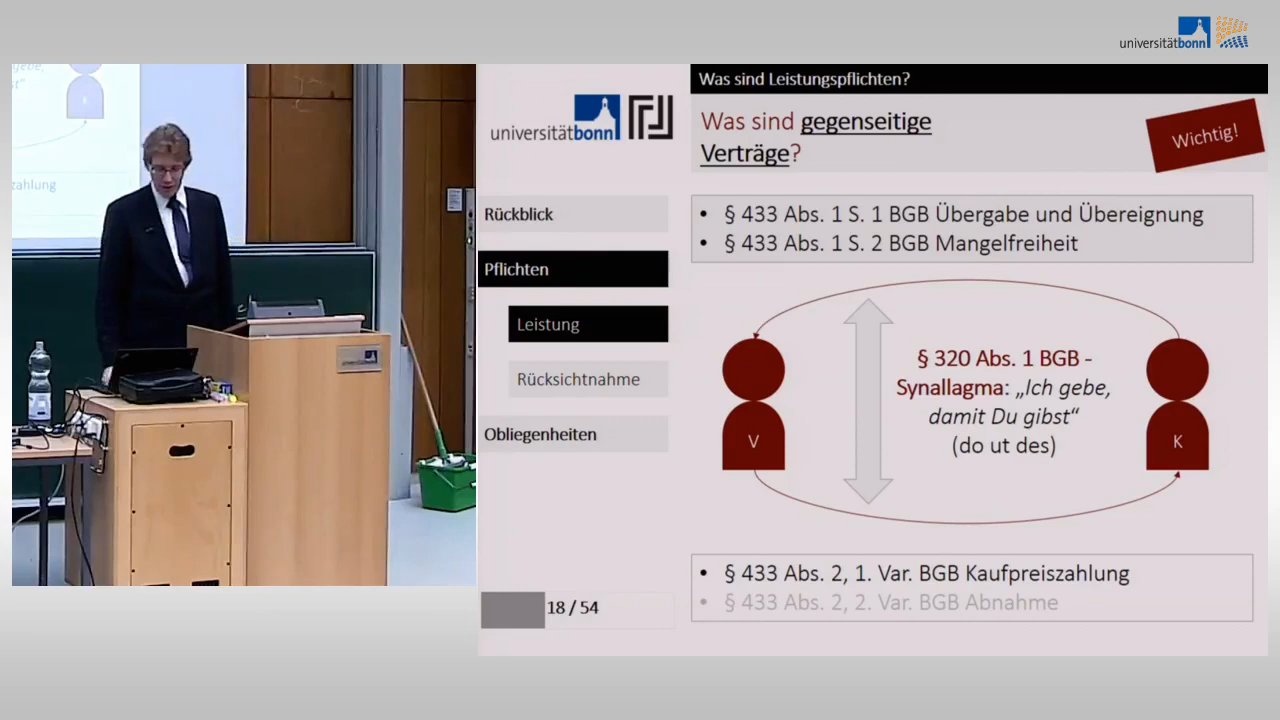 universitätbonn
zahlung
universitätbonn
Rückblick
Pflichten
Leistung
Rücksichtnahme
Obliegenheiten
18 / 54
Was sind Leistungspflichten?
Was sind gegenseitige
Verträge?
Wichtig!
• § 433 Abs. 1 S. 1 BGB Übergabe und Übereignung
• § 433 Abs. 1 S. 2 BGB Mangelfreiheit
§ 320 Abs. 1 BGB -
Synallagma: „Ich gebe,
damit Du gibst“
(do ut des)
V
K
• § 433 Abs. 2, 1. Var. BGB Kaufpreiszahlung
• § 433 Abs. 2, 2. Var. BGB Abnahme